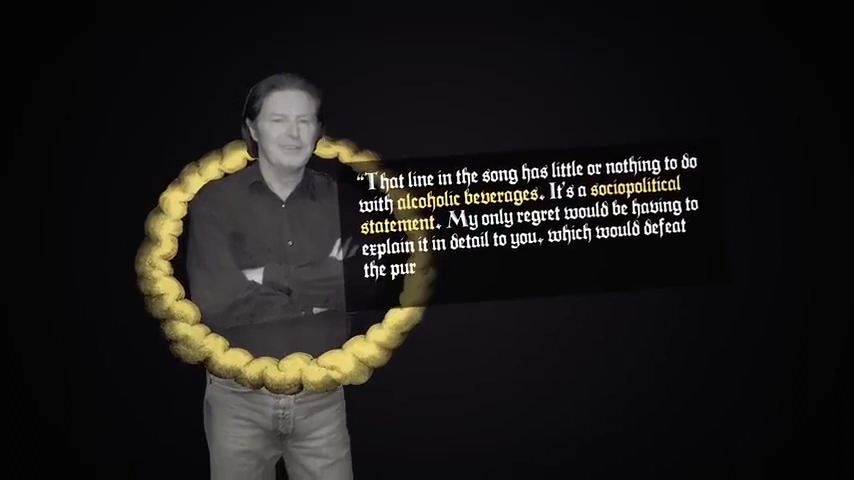 “That line in the song has little or nothing to do
with alcoholic beverages. It's a sociopolitical
statement. My only regret would be having to
explain it in detail to you, which would defeat
the pur